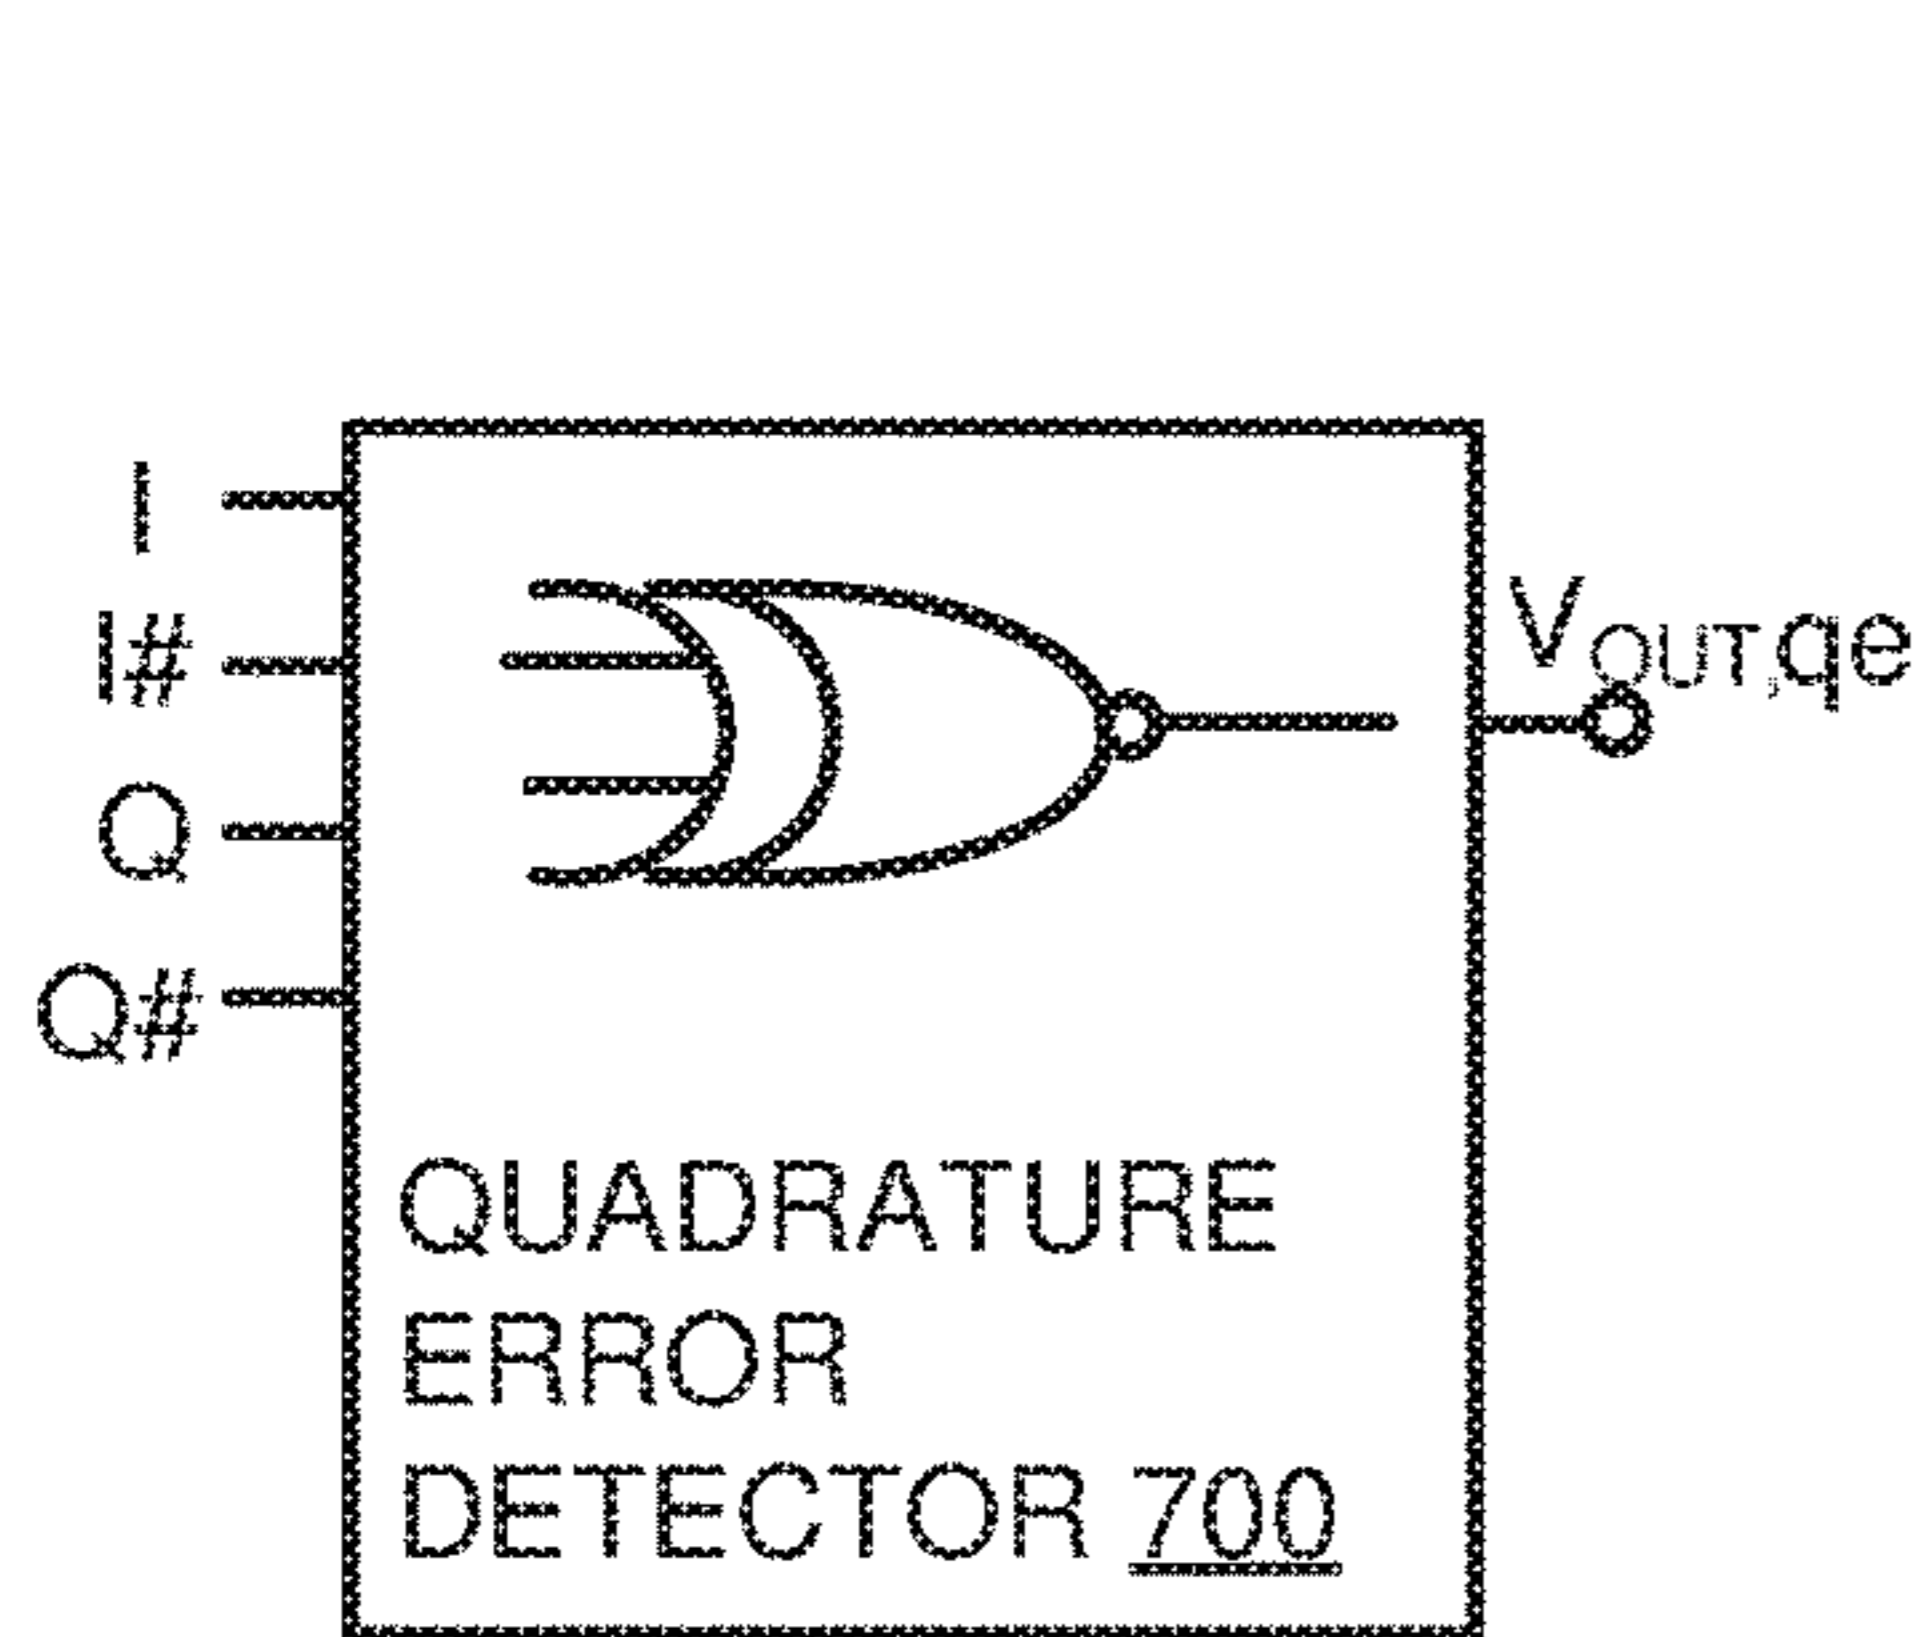 I
I#
Q
Q#
VOUT,qe
QUADRATURE
ERROR
DETECTOR 700